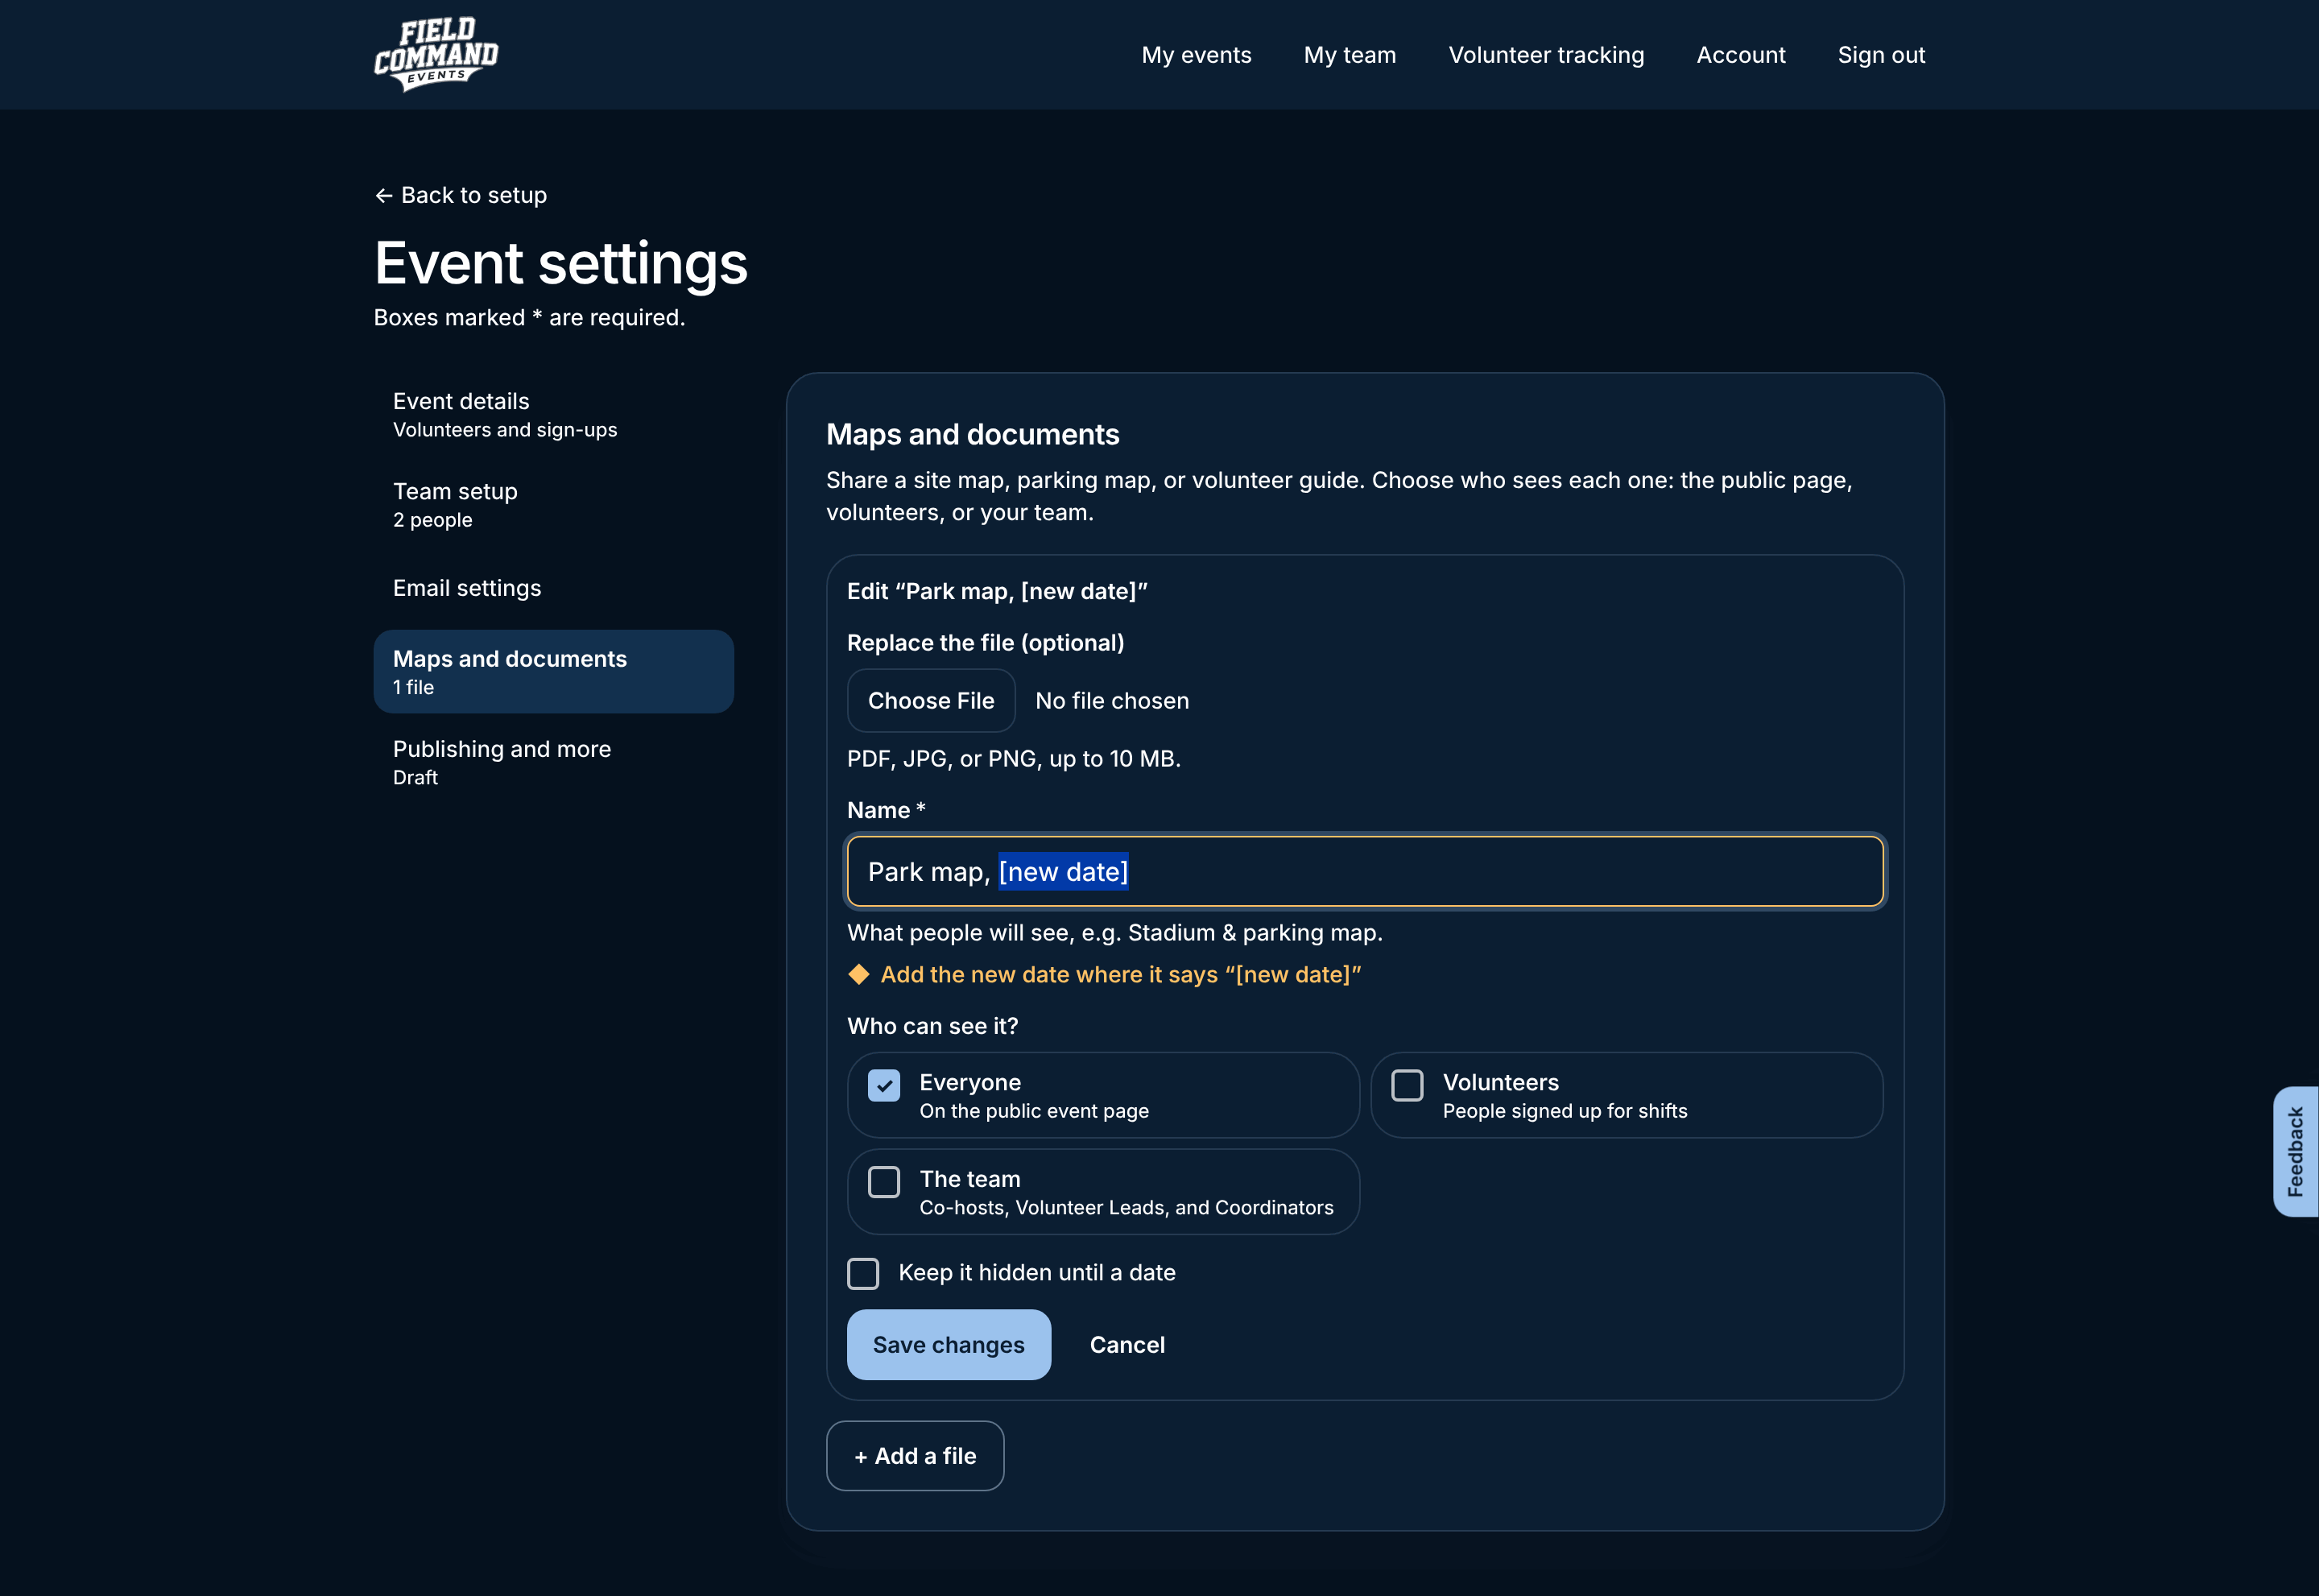 FIELD
COMMAND
EVENTS
My events
My team
Volunteer tracking
Account
Sign out
← Back to setup
Event settings
Boxes marked * are required.
Event details
Volunteers and sign-ups
Team setup
2 people
Email settings
Maps and documents
1 file
Publishing and more
Draft
Maps and documents
Share a site map, parking map, or volunteer guide. Choose who sees each one: the public page,
volunteers, or your team.
Edit “Park map, [new date]”
Replace the file (optional)
Choose File No file chosen
PDF, JPG, or PNG, up to 10 MB.
Name *
Park map, [new date]
What people will see, e.g. Stadium & parking map.
Add the new date where it says “[new date]”
Who can see it?
Everyone
On the public event page
Volunteers
People signed up for shifts
The team
Co-hosts, Volunteer Leads, and Coordinators
Keep it hidden until a date
Save changes
Cancel
+ Add a file
Feedback